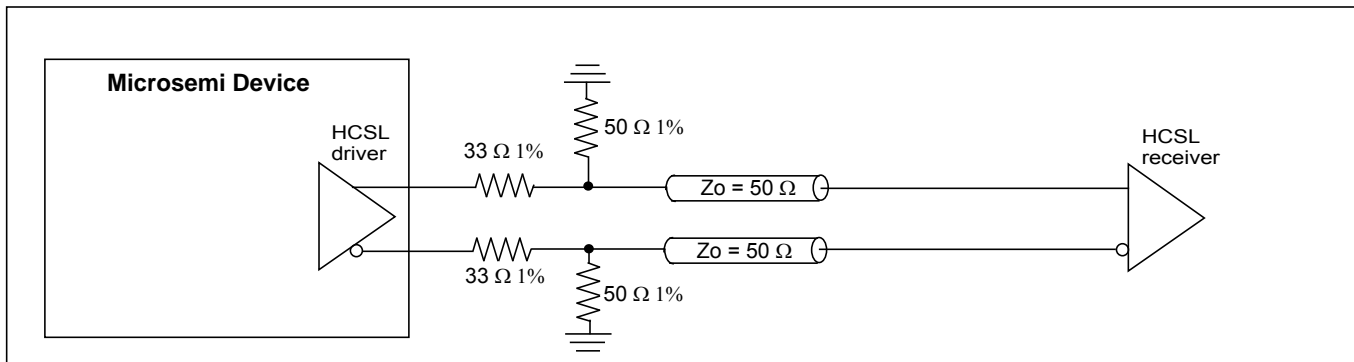 Microsemi Device
HCSL
driver
33 Ω 1%
50 Ω 1%
Zo = 50 Ω
HCSL
receiver
33 Ω 1%
50 Ω 1%
Zo = 50 Ω